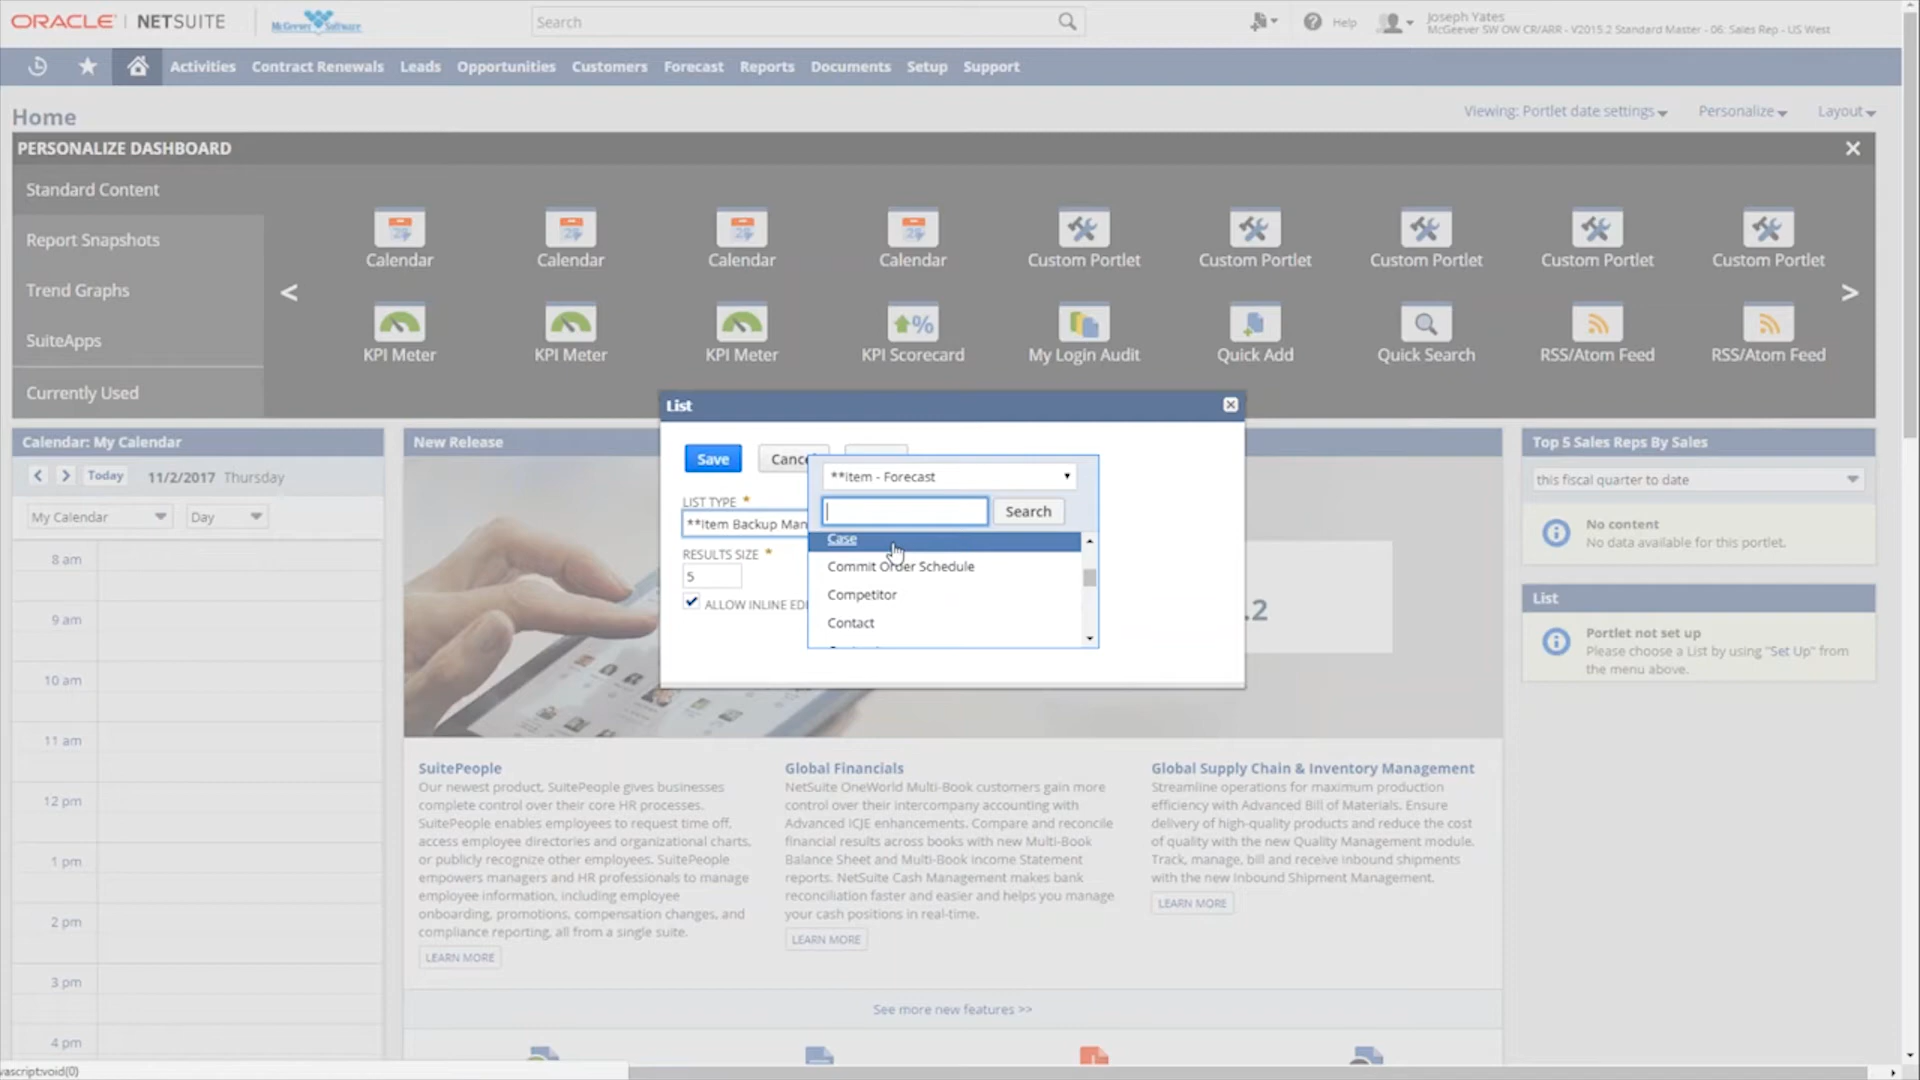 ORACLE | NETSUITE
McGeever Software
Search
Help
Joseph Yates
McGeever SW OW CR/ARR - V2015.2 Standard Master - 06: Sales Rep - US West
Activities Contract Renewals Leads Opportunities Customers Forecast Reports Documents Setup Support
Home
Viewing: Portlet date settings
Personalize
Layout
PERSONALIZE DASHBOARD
Standard Content
Report Snapshots
Trend Graphs
SuiteApps
Currently Used
Calendar
Calendar
Calendar
Calendar
Custom Portlet
Custom Portlet
Custom Portlet
Custom Portlet
Custom Portlet
KPI Meter
KPI Meter
KPI Meter
KPI Scorecard
My Login Audit
Quick Add
Quick Search
RSS/Atom Feed
RSS/Atom Feed
List
Save
Cance
LIST TYPE *
**Item Backup Man
RESULTS SIZE *
5
ALLOW INLINE EDI
**Item - Forecast
Search
Case
Commit Order Schedule
Competitor
Contact
Calendar: My Calendar
Today 11/2/2017 Thursday
My Calendar
Day
8 am
9 am
10 am
11 am
12 pm
1 pm
2 pm
3 pm
4 pm
New Release
.2
SuitePeople
Our newest product, SuitePeople gives businesses
complete control over their core HR processes.
SuitePeople enables employees to request time off,
access employee directories and organizational charts,
or publicly recognize other employees. SuitePeople
empowers managers and HR professionals to manage
employee information, including employee
onboarding, promotions, compensation changes, and
compliance reporting, all from a single suite.
LEARN MORE
Global Financials
NetSuite OneWorld Multi-Book customers gain more
control over their intercompany accounting with
Advanced ICJE enhancements. Compare and reconcile
financial results across books with new Multi-Book
Balance Sheet and Multi-Book Income Statement
reports. NetSuite Cash Management makes bank
reconciliation faster and easier and helps you manage
your cash positions in real-time.
LEARN MORE
Global Supply Chain & Inventory Management
Streamline operations for maximum production
efficiency with Advanced Bill of Materials. Ensure
delivery of high-quality products and reduce the cost
of quality with the new Quality Management module.
Track, manage, bill and receive inbound shipments
with the new Inbound Shipment Management.
LEARN MORE
See more new features >>
Top 5 Sales Reps By Sales
this fiscal quarter to date
No content
No data available for this portlet.
List
Portlet not set up
Please choose a List by using "Set Up" from
the menu above.
vascript:void(0)